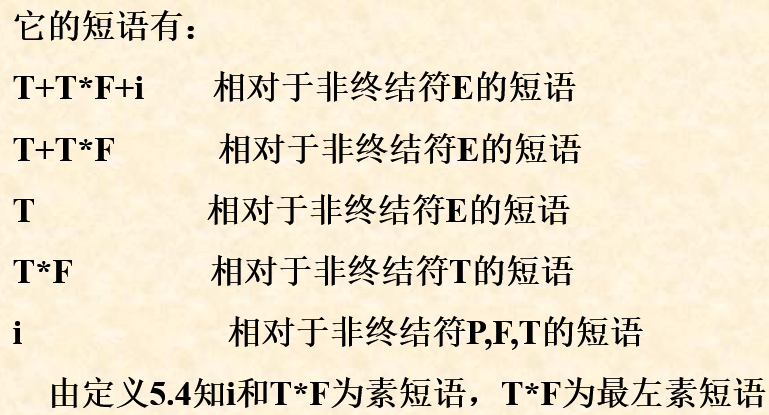 它的短语有：
T+T*F+i 相对于非终结符E的短语
T+T*F 相对于非终结符E的短语
T 相对于非终结符E的短语
T*F 相对于非终结符T的短语
i 相对于非终结符P,F,T的短语
由定义5.4知i和T*F为素短语，T*F为最左素短语